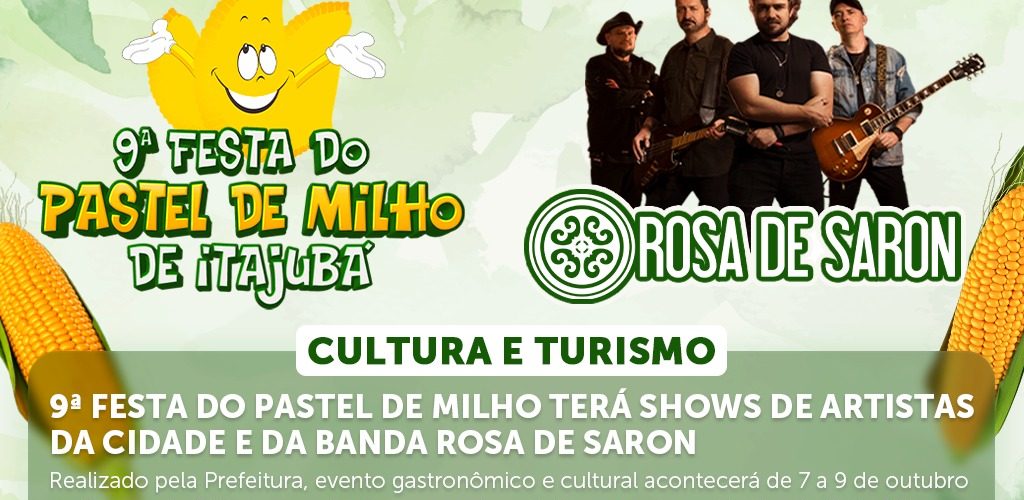 9ª FESTA DO
PASTEL DE MILHO
DE ITAJUBÁ
ROSA DE SARON
CULTURA E TURISMO
9ª FESTA DO PASTEL DE MILHO TERÁ SHOWS DE ARTISTAS
DA CIDADE E DA BANDA ROSA DE SARON
Realizado pela Prefeitura, evento gastronômico e cultural acontecerá de 7 a 9 de outubro